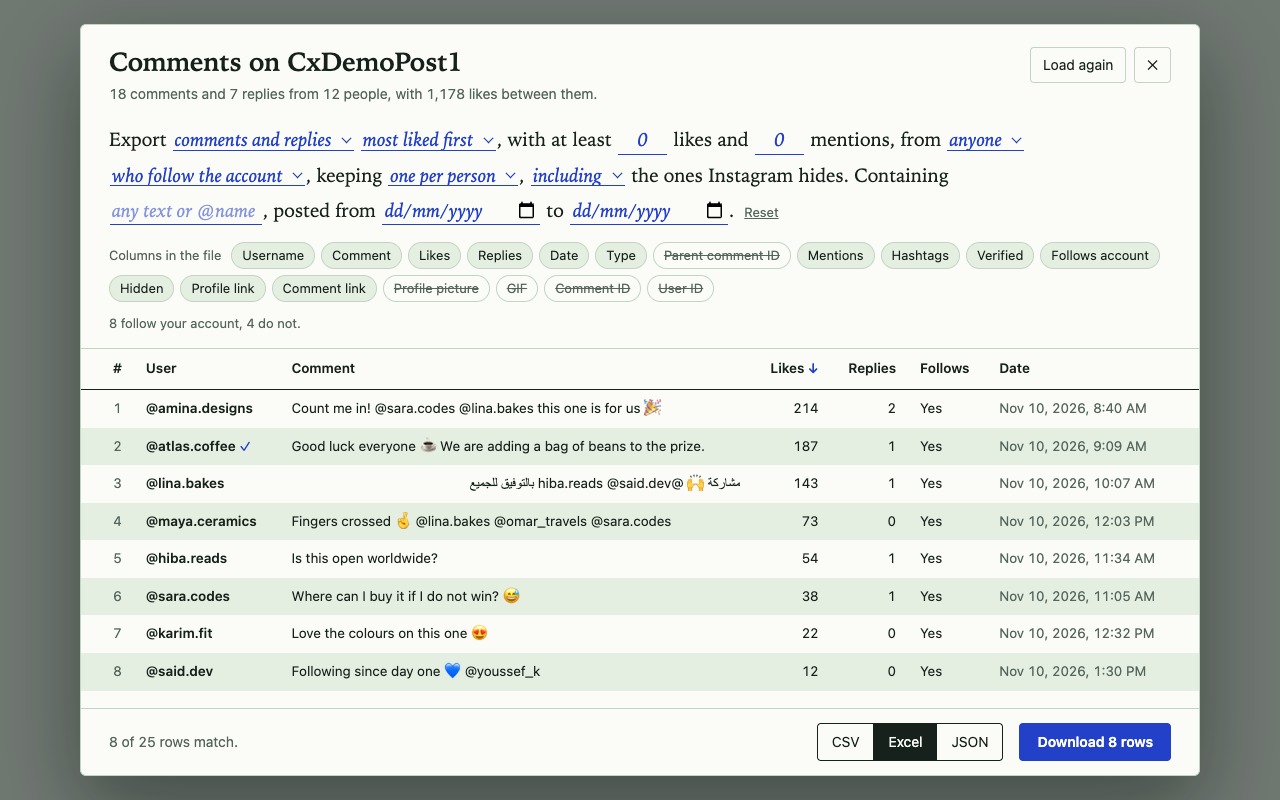 Comments on CxDemoPost1
Load again ×
18 comments and 7 replies from 12 people, with 1,178 likes between them.
Export comments and replies most liked first, with at least 0 likes and 0 mentions, from anyone
who follow the account, keeping one per person, including the ones Instagram hides. Containing
any text or @name, posted from dd/mm/yyyy to dd/mm/yyyy. Reset
Columns in the file Username Comment Likes Replies Date Type Parent comment ID Mentions Hashtags Verified Follows account
Hidden Profile link Comment link Profile picture GIF Comment ID User ID
8 follow your account, 4 do not.
# User Comment Likes ↓ Replies Follows Date
1 @amina.designs Count me in! @sara.codes @lina.bakes this one is for us 🎉 214 2 Yes Nov 10, 2026, 8:40 AM
2 @atlas.coffee ✓ Good luck everyone ☕ We are adding a bag of beans to the prize. 187 1 Yes Nov 10, 2026, 9:09 AM
3 @lina.bakes مشاركة 🙌 @hiba.reads @said.dev بالتوفيق للجميع 143 1 Yes Nov 10, 2026, 10:07 AM
4 @maya.ceramics Fingers crossed 🤞 @lina.bakes @omar_travels @sara.codes 73 0 Yes Nov 10, 2026, 12:03 PM
5 @hiba.reads Is this open worldwide? 54 1 Yes Nov 10, 2026, 11:34 AM
6 @sara.codes Where can I buy it if I do not win? 😅 38 1 Yes Nov 10, 2026, 11:05 AM
7 @karim.fit Love the colours on this one 😍 22 0 Yes Nov 10, 2026, 12:32 PM
8 @said.dev Following since day one 💙 @youssef_k 12 0 Yes Nov 10, 2026, 1:30 PM
8 of 25 rows match. CSV Excel JSON Download 8 rows